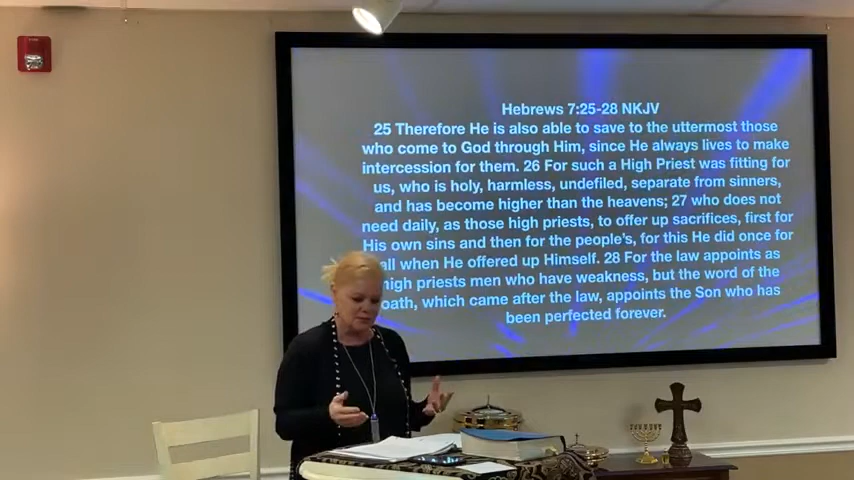 Hebrews 7:25-28 NKJV
25 Therefore He is also able to save to the uttermost those
who come to God through Him, since He always lives to make
intercession for them. 26 For such a High Priest was fitting for
us, who is holy, harmless, undefiled, separate from sinners,
and has become higher than the heavens; 27 who does not
need daily, as those high priests, to offer up sacrifices, first for
His own sins and then for the people's, for this He did once for
all when He offered up Himself. 28 For the law appoints as
high priests men who have weakness, but the word of the
oath, which came after the law, appoints the Son who has
been perfected forever.